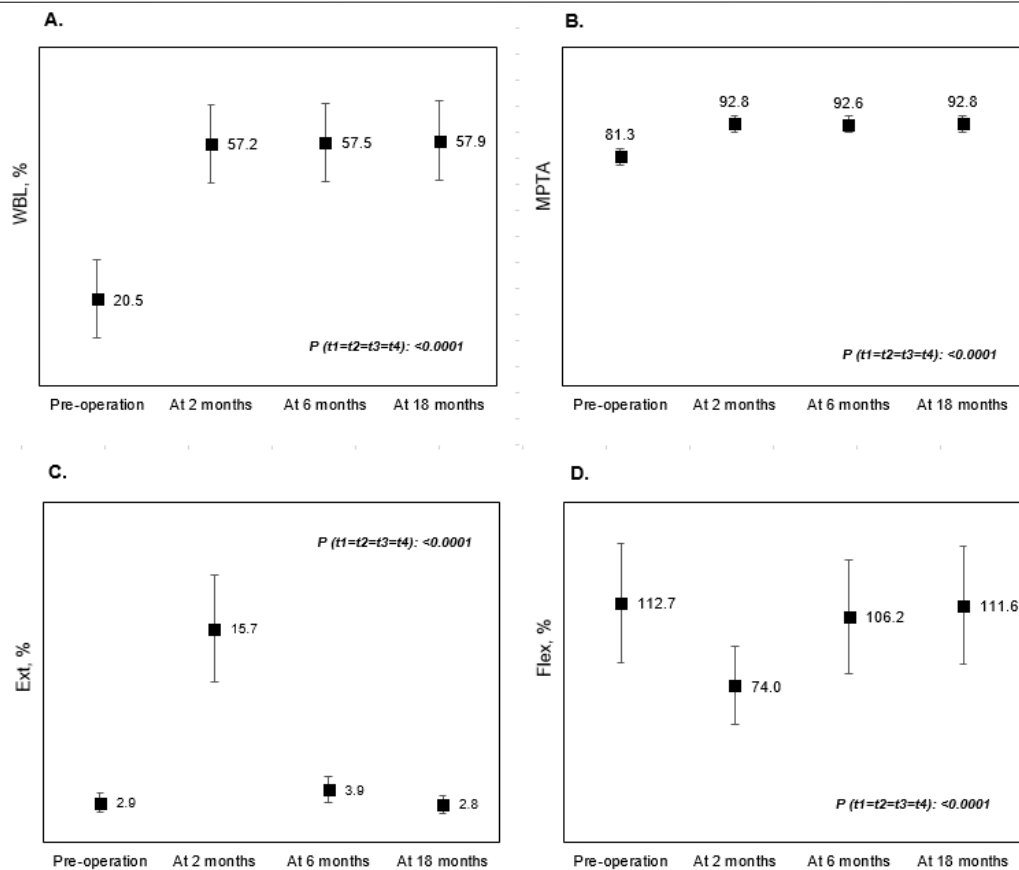 A.
WBL, %
57.2
57.5
57.9
20.5
P (t1=t2=t3=t4): <0.0001
Pre-operation
At 2 months
At 6 months
At 18 months
B.
MPTA
81.3
92.8
92.6
92.8
P (t1=t2=t3=t4): <0.0001
Pre-operation
At 2 months
At 6 months
At 18 months
C.
Ext, %
P (t1=t2=t3=t4): <0.0001
2.9
15.7
3.9
2.8
Pre-operation
At 2 months
At 6 months
At 18 months
D.
Flex, %
112.7
74.0
106.2
111.6
P (t1=t2=t3=t4): <0.0001
Pre-operation
At 2 months
At 6 months
At 18 months